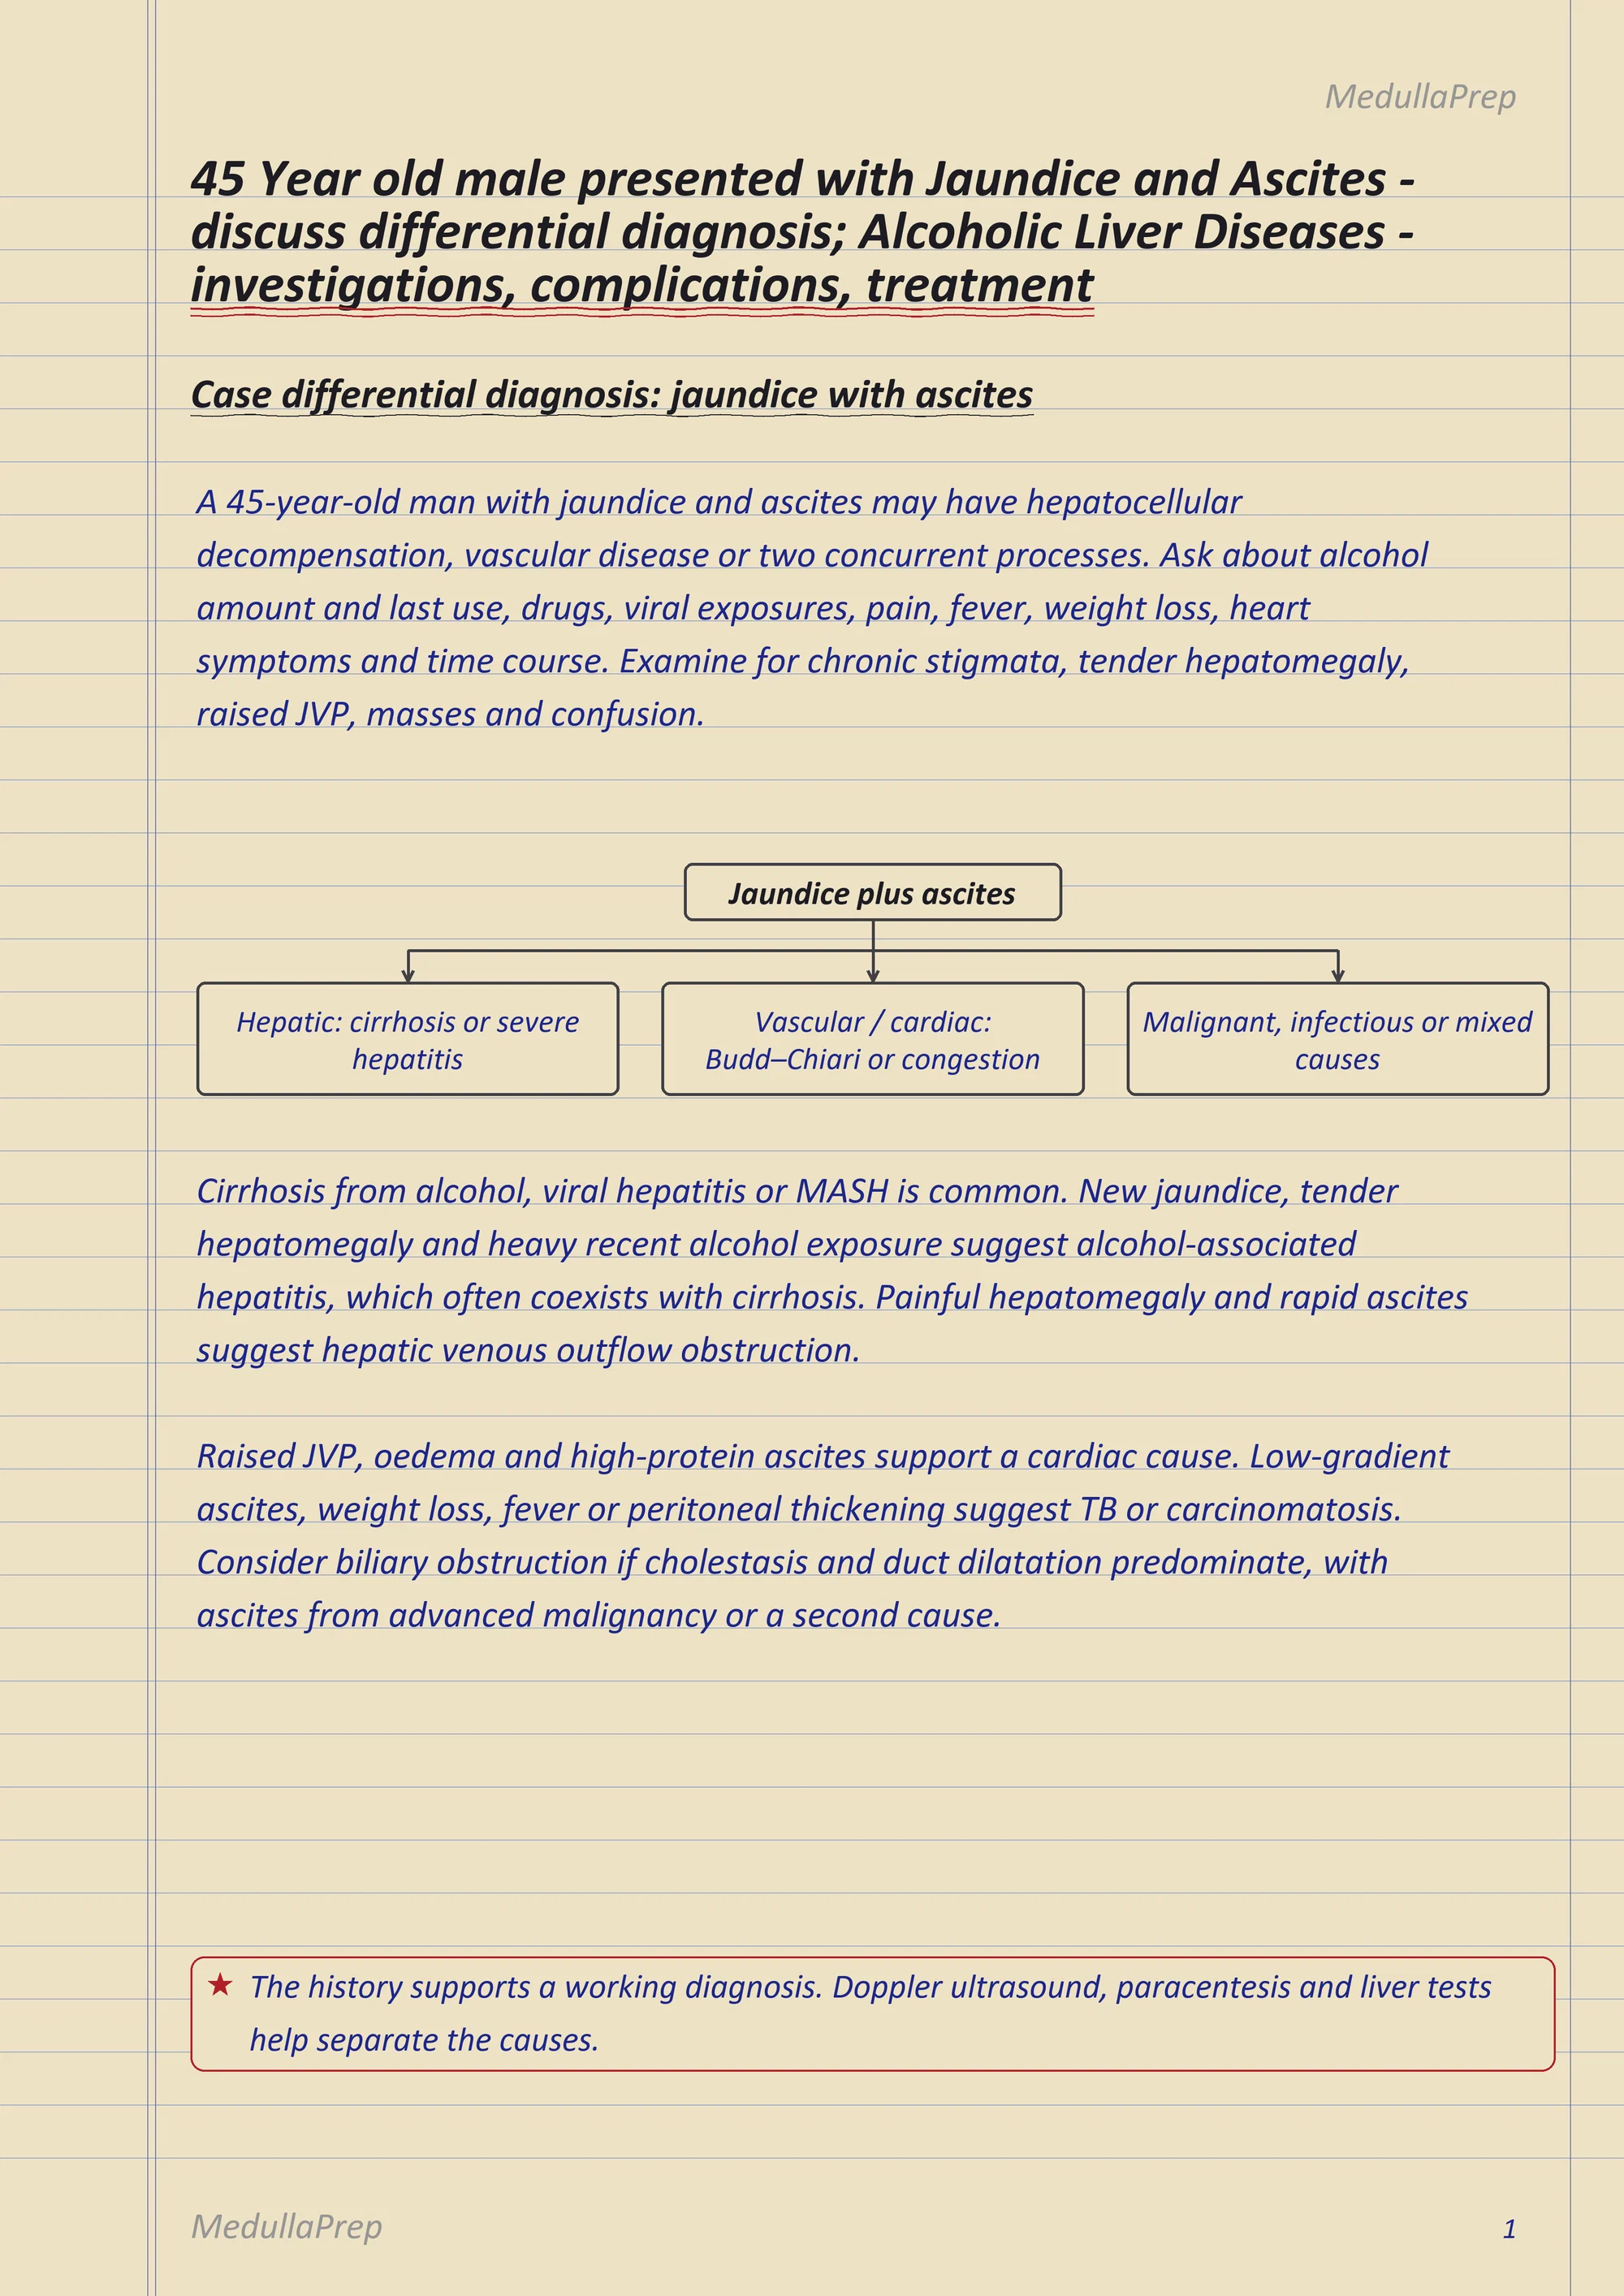 MedullaPrep
45 Year old male presented with Jaundice and Ascites -
discuss differential diagnosis; Alcoholic Liver Diseases -
investigations, complications, treatment
Case differential diagnosis: jaundice with ascites
A 45-year-old man with jaundice and ascites may have hepatocellular
decompensation, vascular disease or two concurrent processes. Ask about alcohol
amount and last use, drugs, viral exposures, pain, fever, weight loss, heart
symptoms and time course. Examine for chronic stigmata, tender hepatomegaly,
raised JVP, masses and confusion.
Jaundice plus ascites
Hepatic: cirrhosis or severe
hepatitis
Vascular / cardiac:
Budd–Chiari or congestion
Malignant, infectious or mixed
causes
Cirrhosis from alcohol, viral hepatitis or MASH is common. New jaundice, tender
hepatomegaly and heavy recent alcohol exposure suggest alcohol-associated
hepatitis, which often coexists with cirrhosis. Painful hepatomegaly and rapid ascites
suggest hepatic venous outflow obstruction.
Raised JVP, oedema and high-protein ascites support a cardiac cause. Low-gradient
ascites, weight loss, fever or peritoneal thickening suggest TB or carcinomatosis.
Consider biliary obstruction if cholestasis and duct dilatation predominate, with
ascites from advanced malignancy or a second cause.
★ The history supports a working diagnosis. Doppler ultrasound, paracentesis and liver tests
help separate the causes.
MedullaPrep
1